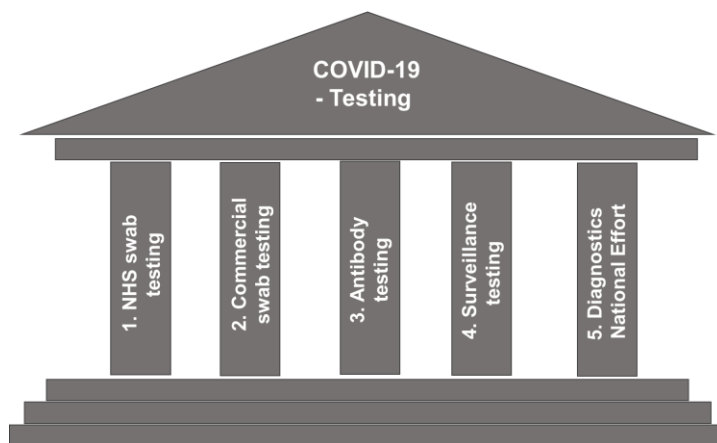 COVID-19
- Testing
1. NHS swab
testing
2. Commercial
swab testing
3. Antibody
testing
4. Surveillance
testing
5. Diagnostics
National Effort